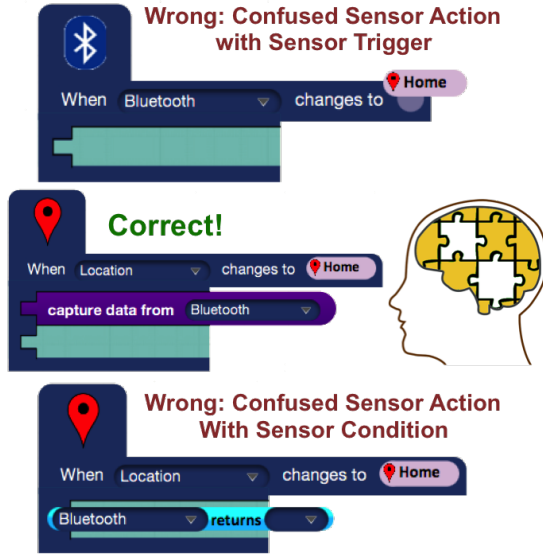 Wrong: Confused Sensor Action
with Sensor Trigger
When Bluetooth changes to Home
Correct!
When Location changes to Home
capture data from Bluetooth
Wrong: Confused Sensor Action
With Sensor Condition
When Location changes to Home
Bluetooth returns